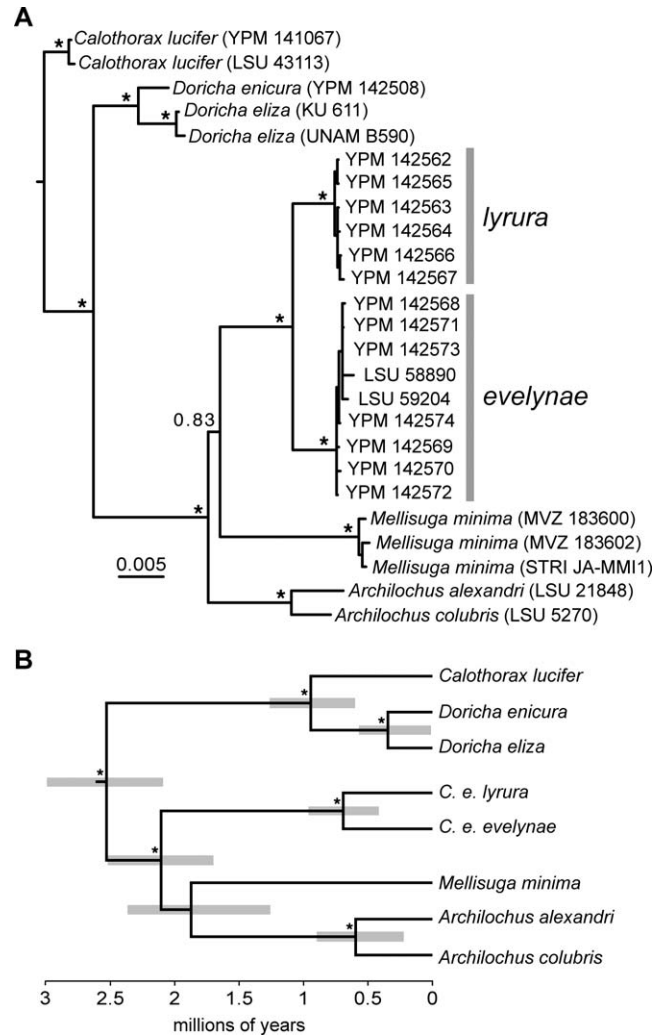 A
*
Calothorax lucifer (YPM 141067)
Calothorax lucifer (LSU 43113)
*
Doricha enicura (YPM 142508)
*
Doricha eliza (KU 611)
Doricha eliza (UNAM B590)
YPM 142562
*
YPM 142565
YPM 142563
lyrura
YPM 142564
YPM 142566
YPM 142567
*
*
YPM 142568
YPM 142571
YPM 142573
LSU 58890
evelynae
LSU 59204
0.83
YPM 142574
*
YPM 142569
YPM 142570
YPM 142572
*
*
Mellisuga minima (MVZ 183600)
Mellisuga minima (MVZ 183602)
0.005
Mellisuga minima (STRI JA-MMI1)
*
Archilochus alexandri (LSU 21848)
Archilochus colubris (LSU 5270)
B
*
Calothorax lucifer
*
Doricha enicura
Doricha eliza
*
*
C. e. lyrura
C. e. evelynae
*
Mellisuga minima
*
Archilochus alexandri
Archilochus colubris
3 2.5 2 1.5 1 0.5 0
millions of years